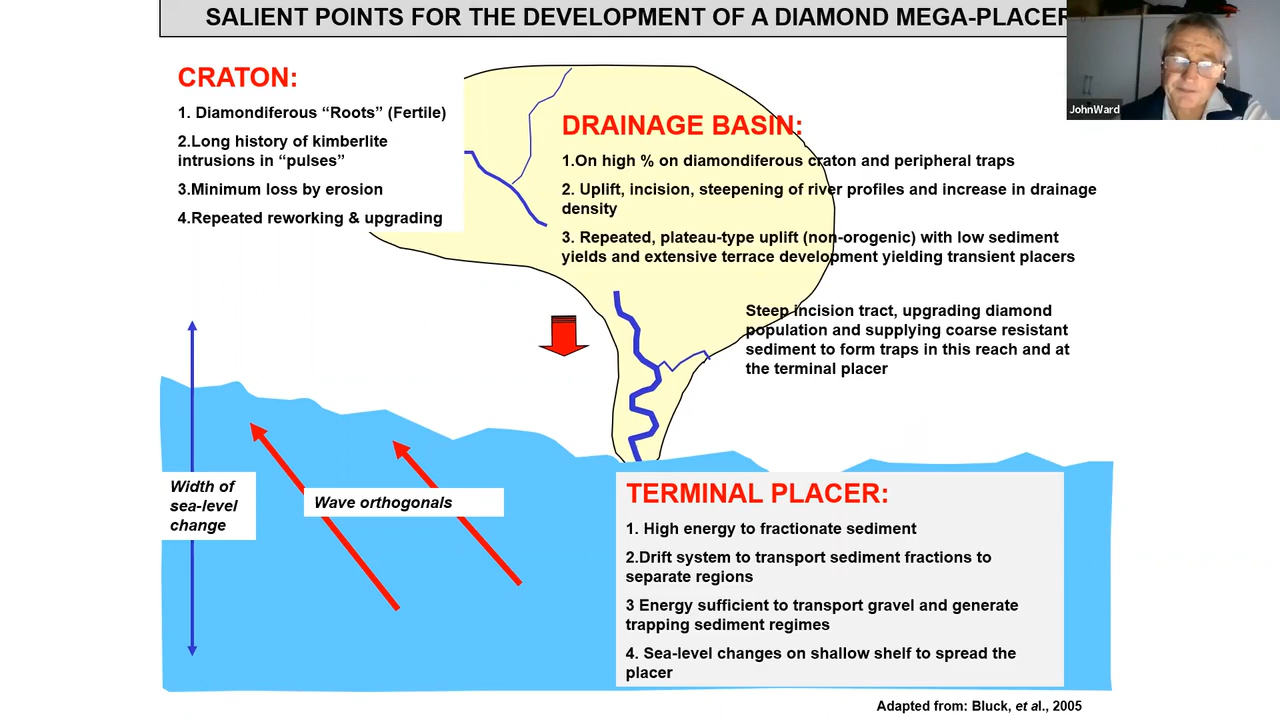 SALIENT POINTS FOR THE DEVELOPMENT OF A DIAMOND MEGA-PLACER
JohnWard
CRATON:
1. Diamondiferous “Roots” (Fertile)
2.Long history of kimberlite
intrusions in “pulses”
3.Minimum loss by erosion
4.Repeated reworking & upgrading
DRAINAGE BASIN:
1.On high % on diamondiferous craton and peripheral traps
2. Uplift, incision, steepening of river profiles and increase in drainage
density
3. Repeated, plateau-type uplift (non-orogenic) with low sediment
yields and extensive terrace development yielding transient placers
Steep incision tract, upgrading diamond
population and supplying coarse resistant
sediment to form traps in this reach and at
the terminal placer
Width of
sea-level
change
Wave orthogonals
TERMINAL PLACER:
1. High energy to fractionate sediment
2.Drift system to transport sediment fractions to
separate regions
3 Energy sufficient to transport gravel and generate
trapping sediment regimes
4. Sea-level changes on shallow shelf to spread the
placer
Adapted from: Bluck, et al., 2005